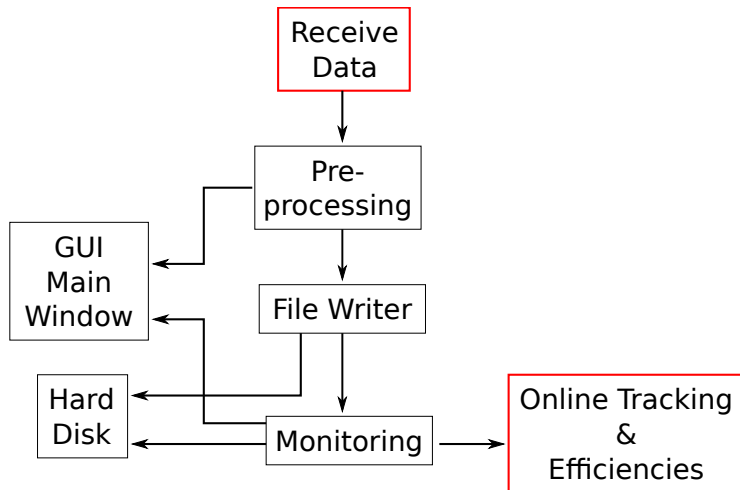 Receive
Data
Pre-
processing
GUI
Main
Window
File Writer
Hard
Disk
Monitoring
Online Tracking
&
Efficiencies